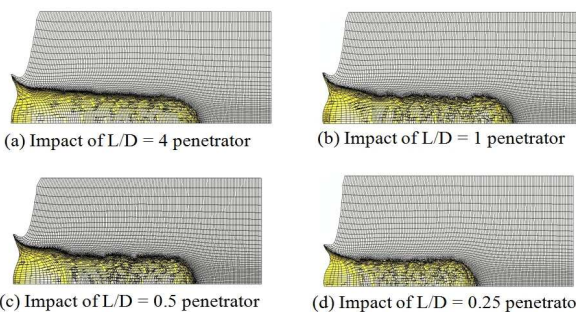 (a) Impact of L/D = 4 penetrator
(b) Impact of L/D = 1 penetrator
(c) Impact of L/D = 0.5 penetrator
(d) Impact of L/D = 0.25 penetrato